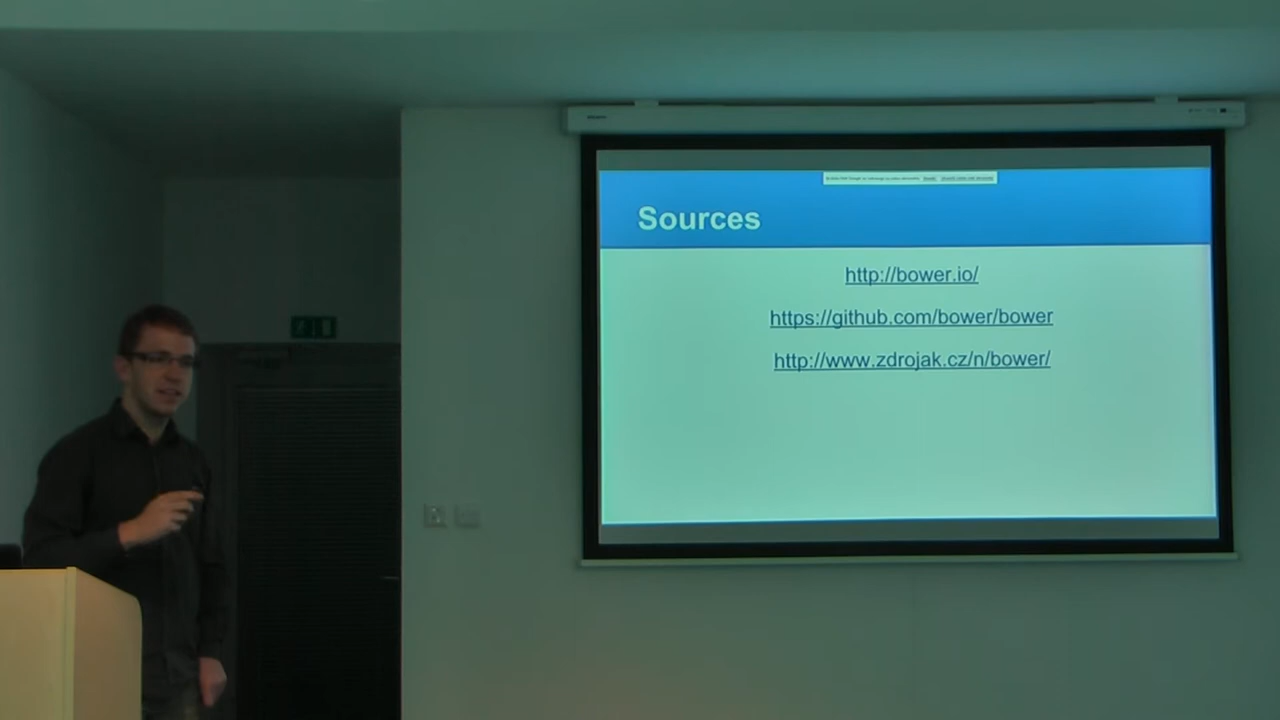 Sources
http://bower.io/
https://github.com/bower/bower
http://www.zdrojak.cz/n/bower/